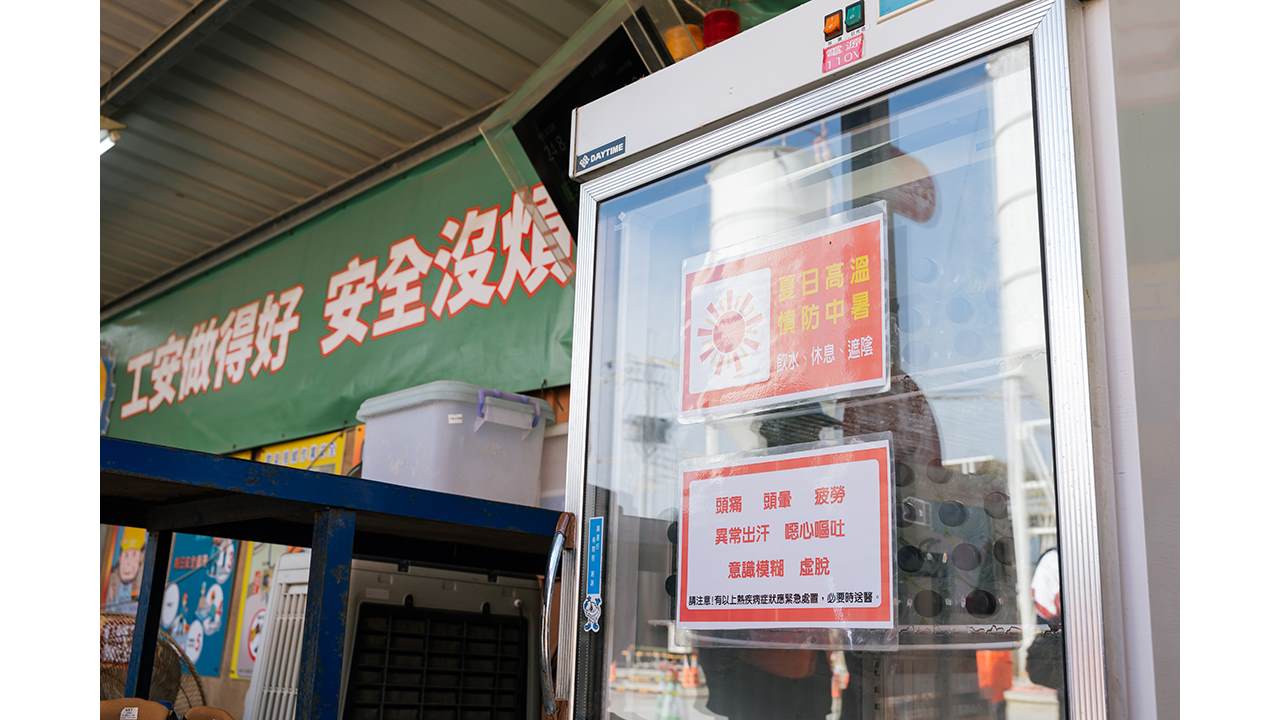 工安做得好 安全沒煩
DAYTIME
電源
110V
夏日高溫
慎防中暑
飲水、休息、遮陰
頭痛 頭暈 疲勞
異常出汗 噁心嘔吐
意識模糊 虛脫
請注意!有以上熱疾病症狀應緊急處置，必要時送醫。